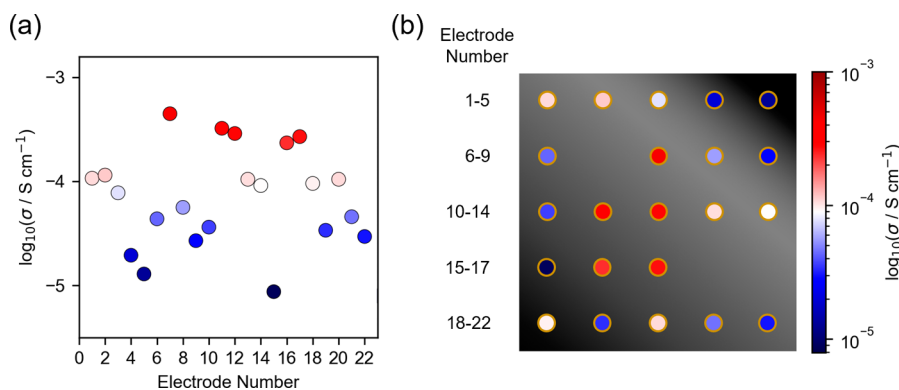 (a)
−3
−4
−5
log₁₀(σ / S cm⁻¹)
0 2 4 6 8 10 12 14 16 18 20 22
Electrode Number
(b)
Electrode
Number
1-5
6-9
10-14
15-17
18-22
10⁻³
10⁻⁴
10⁻⁵
log₁₀(σ / S cm⁻¹)